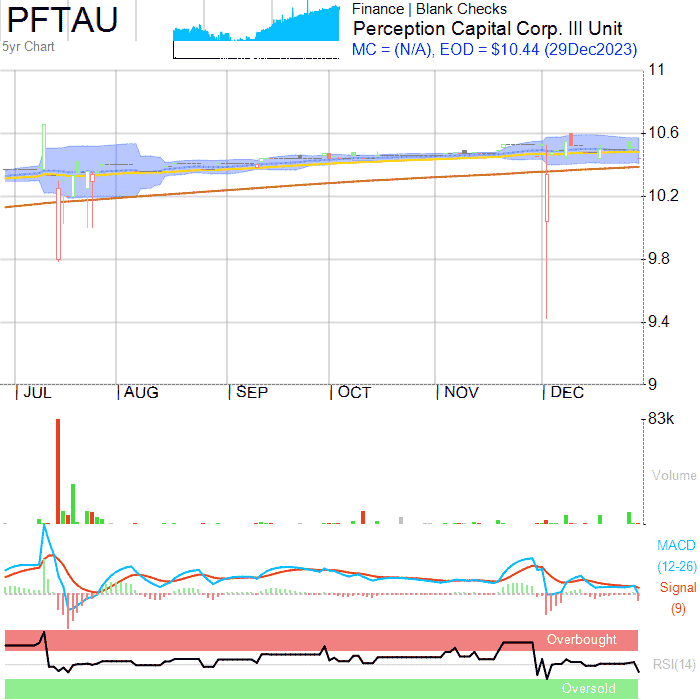 PFTAU
5yr Chart
Finance | Blank Checks
Perception Capital Corp. III Unit
MC = (N/A), EOD = $10.44 (29Dec2023)
11
10.6
10.2
9.8
9.4
9
JUL AUG SEP OCT NOV DEC
83k
Volume
MACD
(12-26)
Signal
(9)
Overbought
RSI(14)
Oversold